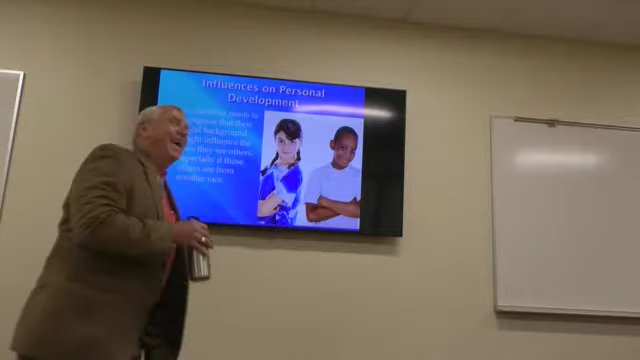 Influences on Personal
Development
needs to
that their
background
influence the
they see others,
especially if those
others are from
another race.